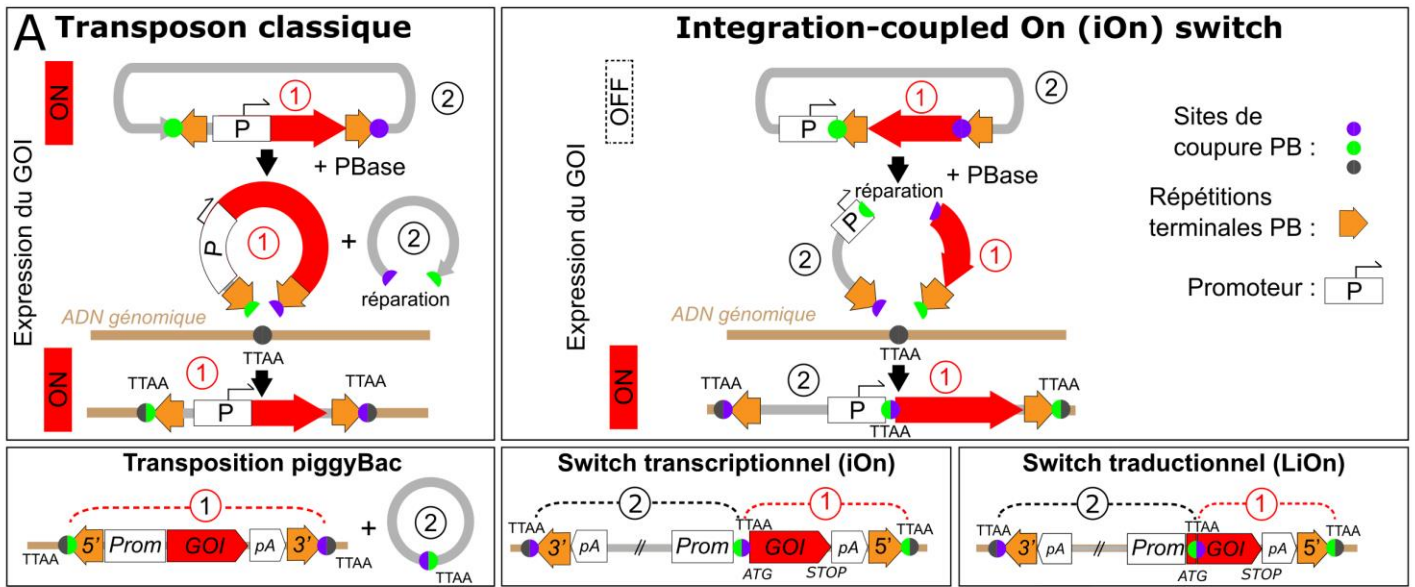 A Transposon classique
ON
Expression du GOI
1
2
P
+ PBase
P
1
+
2
réparation
ADN génomique
TTAA
ON
TTAA
1
TTAA
P
Integration-coupled On (iOn) switch
OFF
Expression du GOI
1
2
P
+ PBase
réparation
P
2
1
ADN génomique
TTAA
ON
TTAA
2
1
TTAA
P
TTAA
Sites de
coupure PB :
Répétitions
terminales PB :
Promoteur :
P
Transposition piggyBac
1
TTAA
5'
Prom
GOI
pA
3'
TTAA
+
2
TTAA
Switch transcriptionnel (iOn)
2
1
TTAA
TTAA
TTAA
3'
pA
//
Prom
GOI
pA
5'
ATG
STOP
Switch traductionnel (LiOn)
2
1
TTAA
TTAA
TTAA
3'
pA
//
Prom
GOI
pA
5'
ATG
STOP